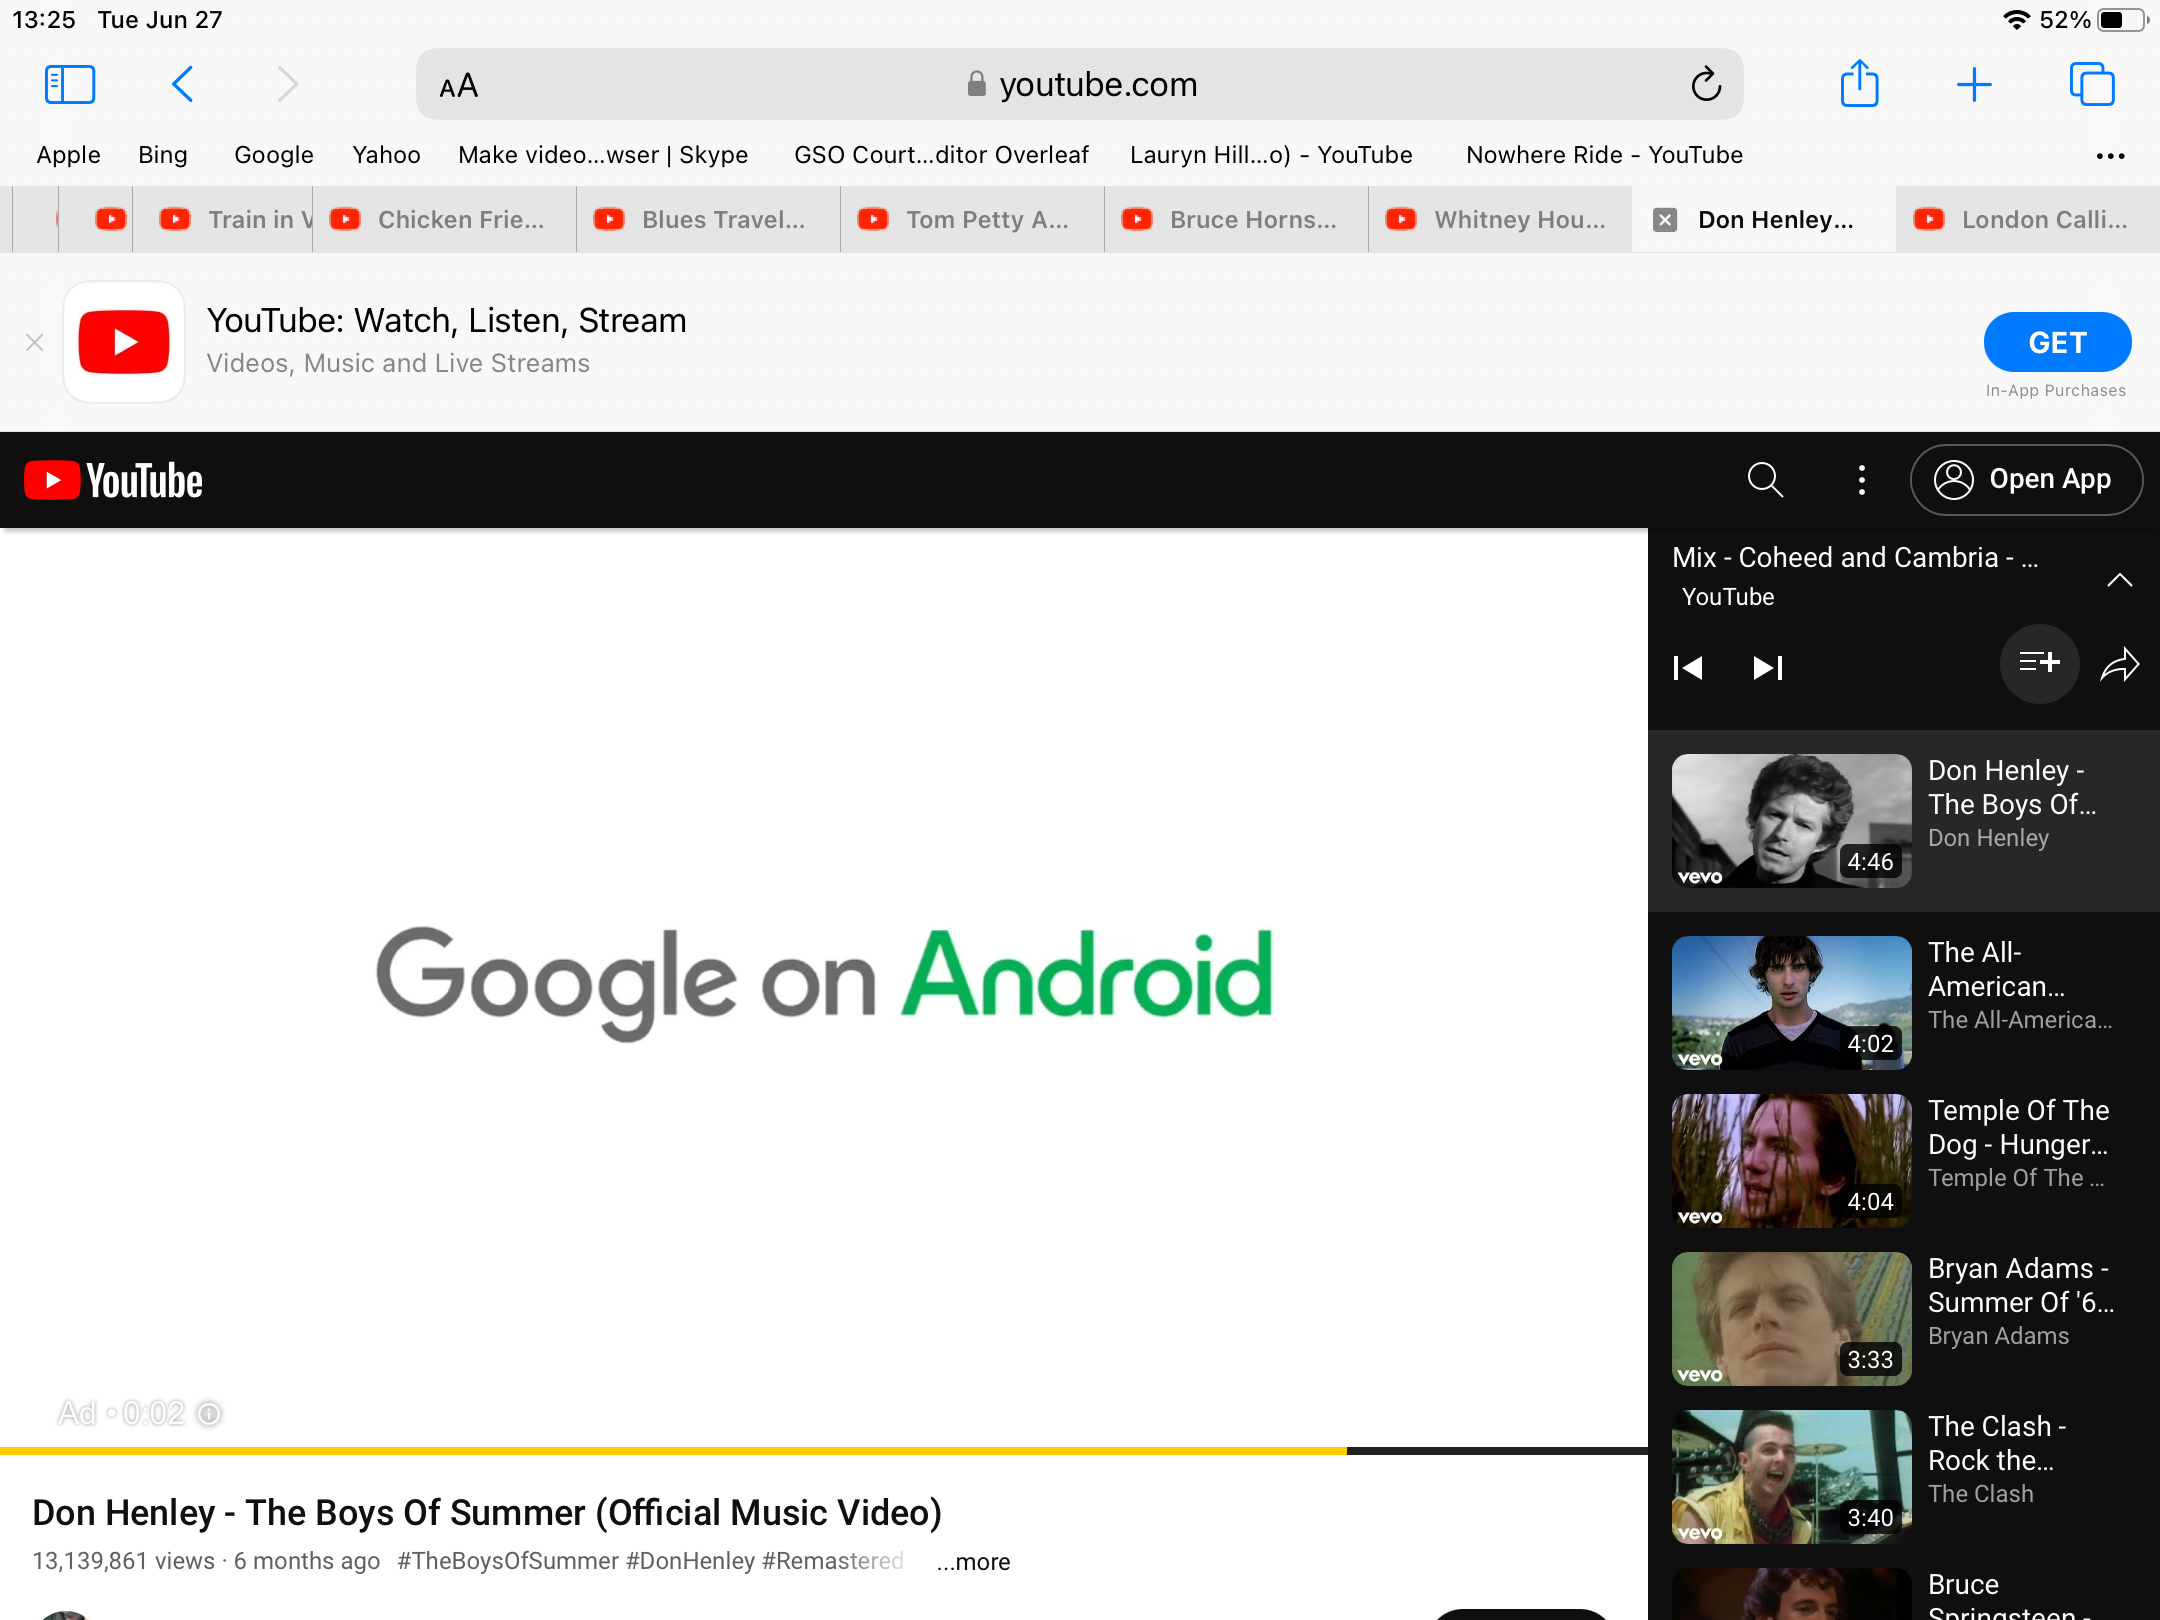 13:25 Tue Jun 27
52%
AA
youtube.com
Apple Bing Google Yahoo Make video...wser | Skype GSO Court...ditor Overleaf Lauryn Hill...o) - YouTube Nowhere Ride - YouTube
Train in V Chicken Frie... Blues Travel... Tom Petty A... Bruce Horns... Whitney Hou... Don Henley... London Calli...
YouTube: Watch, Listen, Stream
Videos, Music and Live Streams
GET
In-App Purchases
YouTube
Open App
Google on Android
Ad • 0:02
Don Henley - The Boys Of Summer (Official Music Video)
13,139,861 views · 6 months ago #TheBoysOfSummer #DonHenley #Remastered ...more
Mix - Coheed and Cambria - ...
YouTube
vevo
4:46
Don Henley -
The Boys Of...
Don Henley
vevo
4:02
The All-
American...
The All-America...
vevo
4:04
Temple Of The
Dog - Hunger...
Temple Of The ...
vevo
3:33
Bryan Adams -
Summer Of '6...
Bryan Adams
vevo
3:40
The Clash -
Rock the...
The Clash
Bruce
Springsteen -